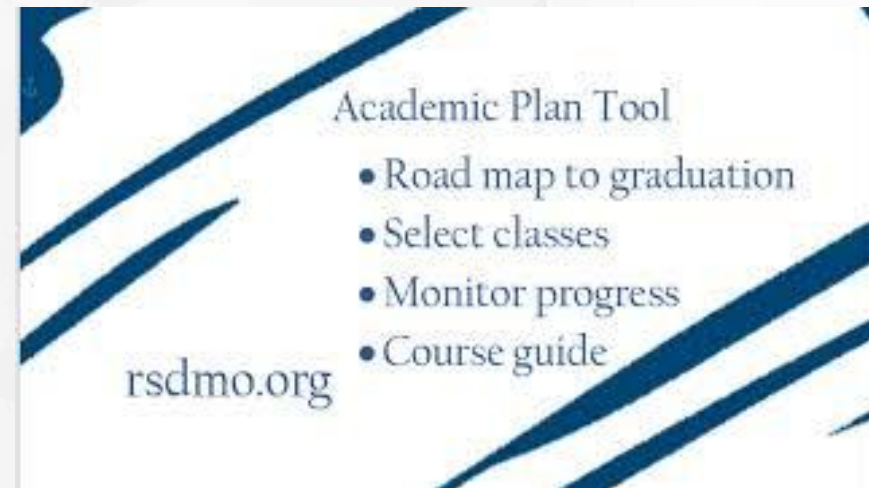 Academic Plan Tool
• Road map to graduation
• Select classes
• Monitor progress
• Course guide
rsdmo.org